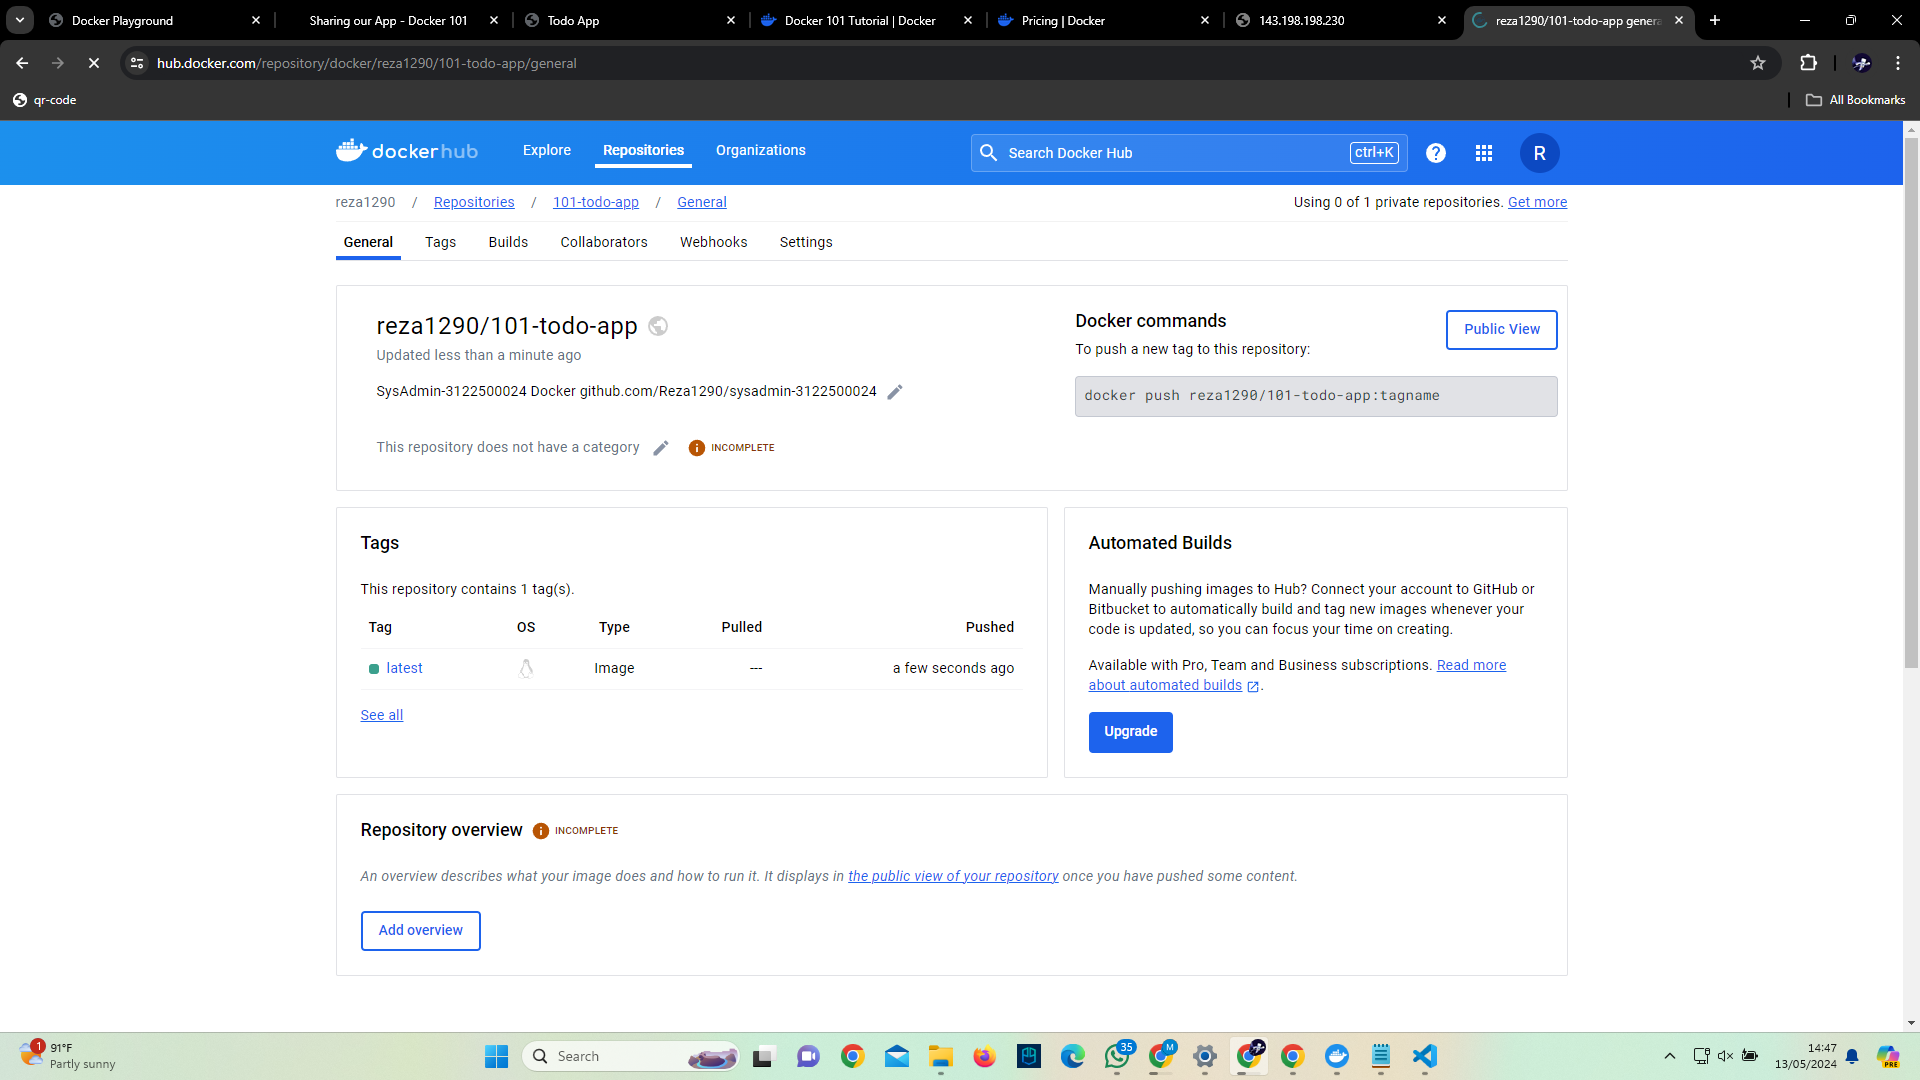 Docker Playground
Sharing our App - Docker 101
Todo App
Docker 101 Tutorial | Docker
Pricing | Docker
143.198.198.230
reza1290/101-todo-app genera
hub.docker.com/repository/docker/reza1290/101-todo-app/general
qr-code
All Bookmarks
docker hub
Explore
Repositories
Organizations
Search Docker Hub
ctrl+K
?
R
reza1290 / Repositories / 101-todo-app / General
Using 0 of 1 private repositories. Get more
General
Tags
Builds
Collaborators
Webhooks
Settings
reza1290/101-todo-app
Updated less than a minute ago
SysAdmin-3122500024 Docker github.com/Reza1290/sysadmin-3122500024
This repository does not have a category
INCOMPLETE
Docker commands
Public View
To push a new tag to this repository:
docker push reza1290/101-todo-app:tagname
Tags
This repository contains 1 tag(s).
Tag OS Type Pulled Pushed
latest Image --- a few seconds ago
See all
Automated Builds
Manually pushing images to Hub? Connect your account to GitHub or
Bitbucket to automatically build and tag new images whenever your
code is updated, so you can focus your time on creating.
Available with Pro, Team and Business subscriptions. Read more
about automated builds .
Upgrade
Repository overview
INCOMPLETE
An overview describes what your image does and how to run it. It displays in the public view of your repository once you have pushed some content.
Add overview
1
91°F
Partly sunny
Search
35
M
14:47
13/05/2024
PRE